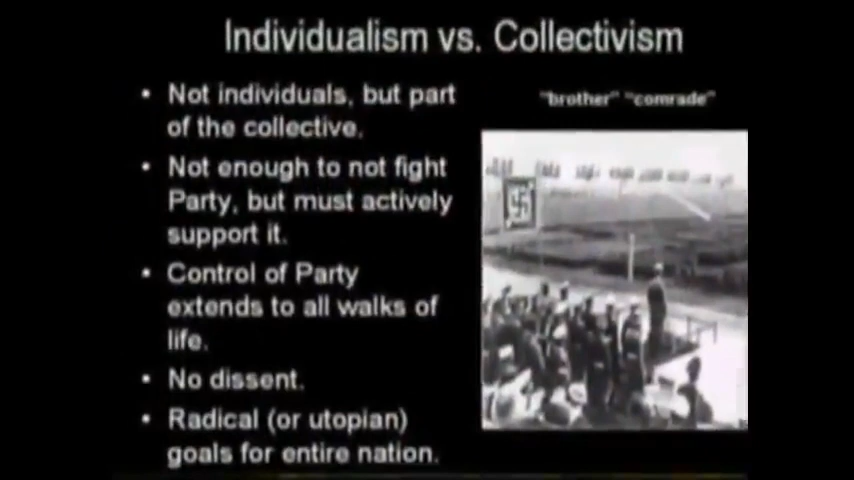 Individualism vs. Collectivism
• Not individuals, but part
of the collective.
• Not enough to not fight
Party, but must actively
support it.
• Control of Party
extends to all walks of
life.
• No dissent.
• Radical (or utopian)
goals for entire nation.
"brother" "comrade"